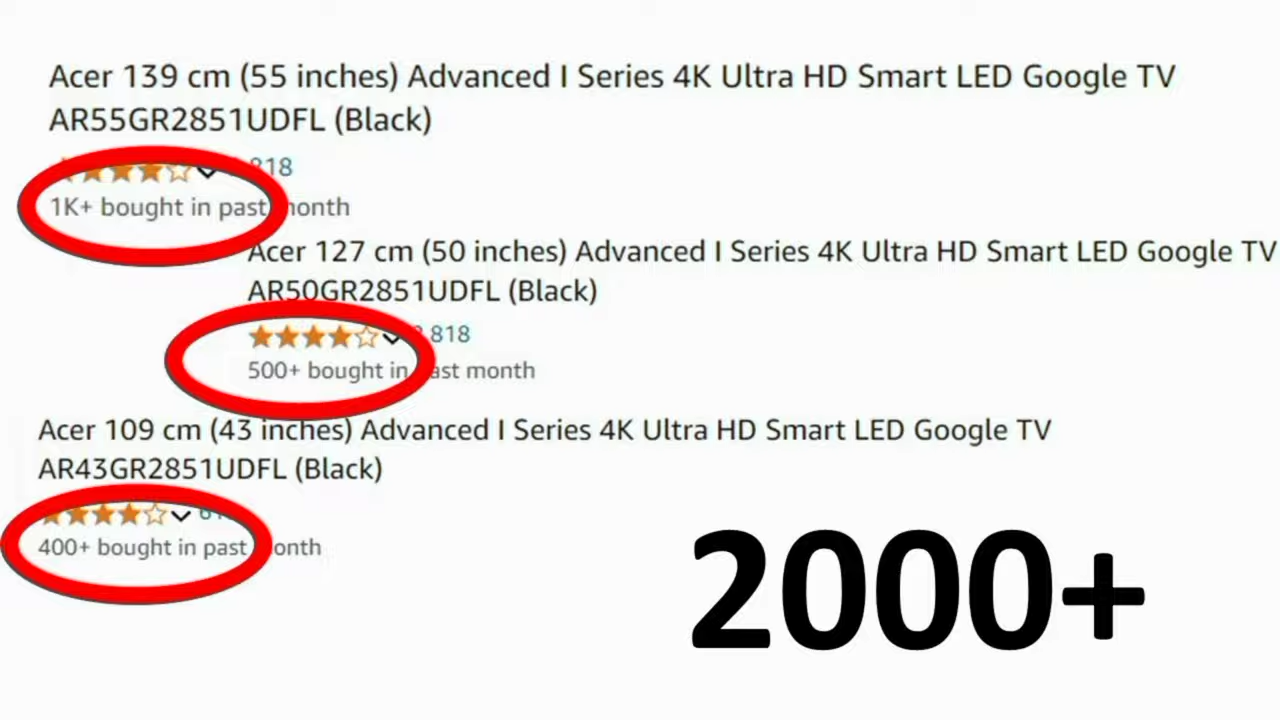 Acer 139 cm (55 inches) Advanced I Series 4K Ultra HD Smart LED Google TV
AR55GR2851UDFL (Black)
818
1K+ bought in past month
Acer 127 cm (50 inches) Advanced I Series 4K Ultra HD Smart LED Google TV
AR50GR2851UDFL (Black)
818
500+ bought in past month
Acer 109 cm (43 inches) Advanced I Series 4K Ultra HD Smart LED Google TV
AR43GR2851UDFL (Black)
400+ bought in past month
2000+